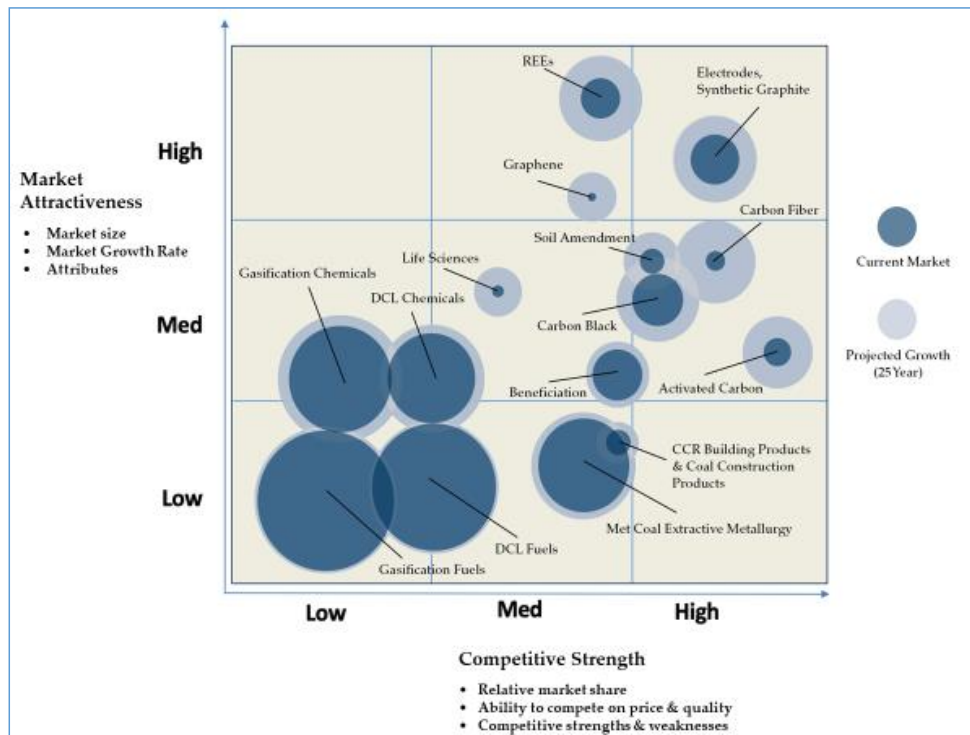 REEs
Electrodes,
Synthetic Graphite
High
Market
Attractiveness
• Market size
• Market Growth Rate
• Attributes
Graphene
Carbon Fiber
Soil Amendment
Life Sciences
Gasification Chemicals
DCL Chemicals
Current Market
Med
Carbon Black
Projected Growth
(25 Year)
Beneficiation
Activated Carbon
CCR Building Products
& Coal Construction
Products
Low
Met Coal Extractive Metallurgy
DCL Fuels
Gasification Fuels
Low
Med
High
Competitive Strength
• Relative market share
• Ability to compete on price & quality
• Competitive strengths & weaknesses